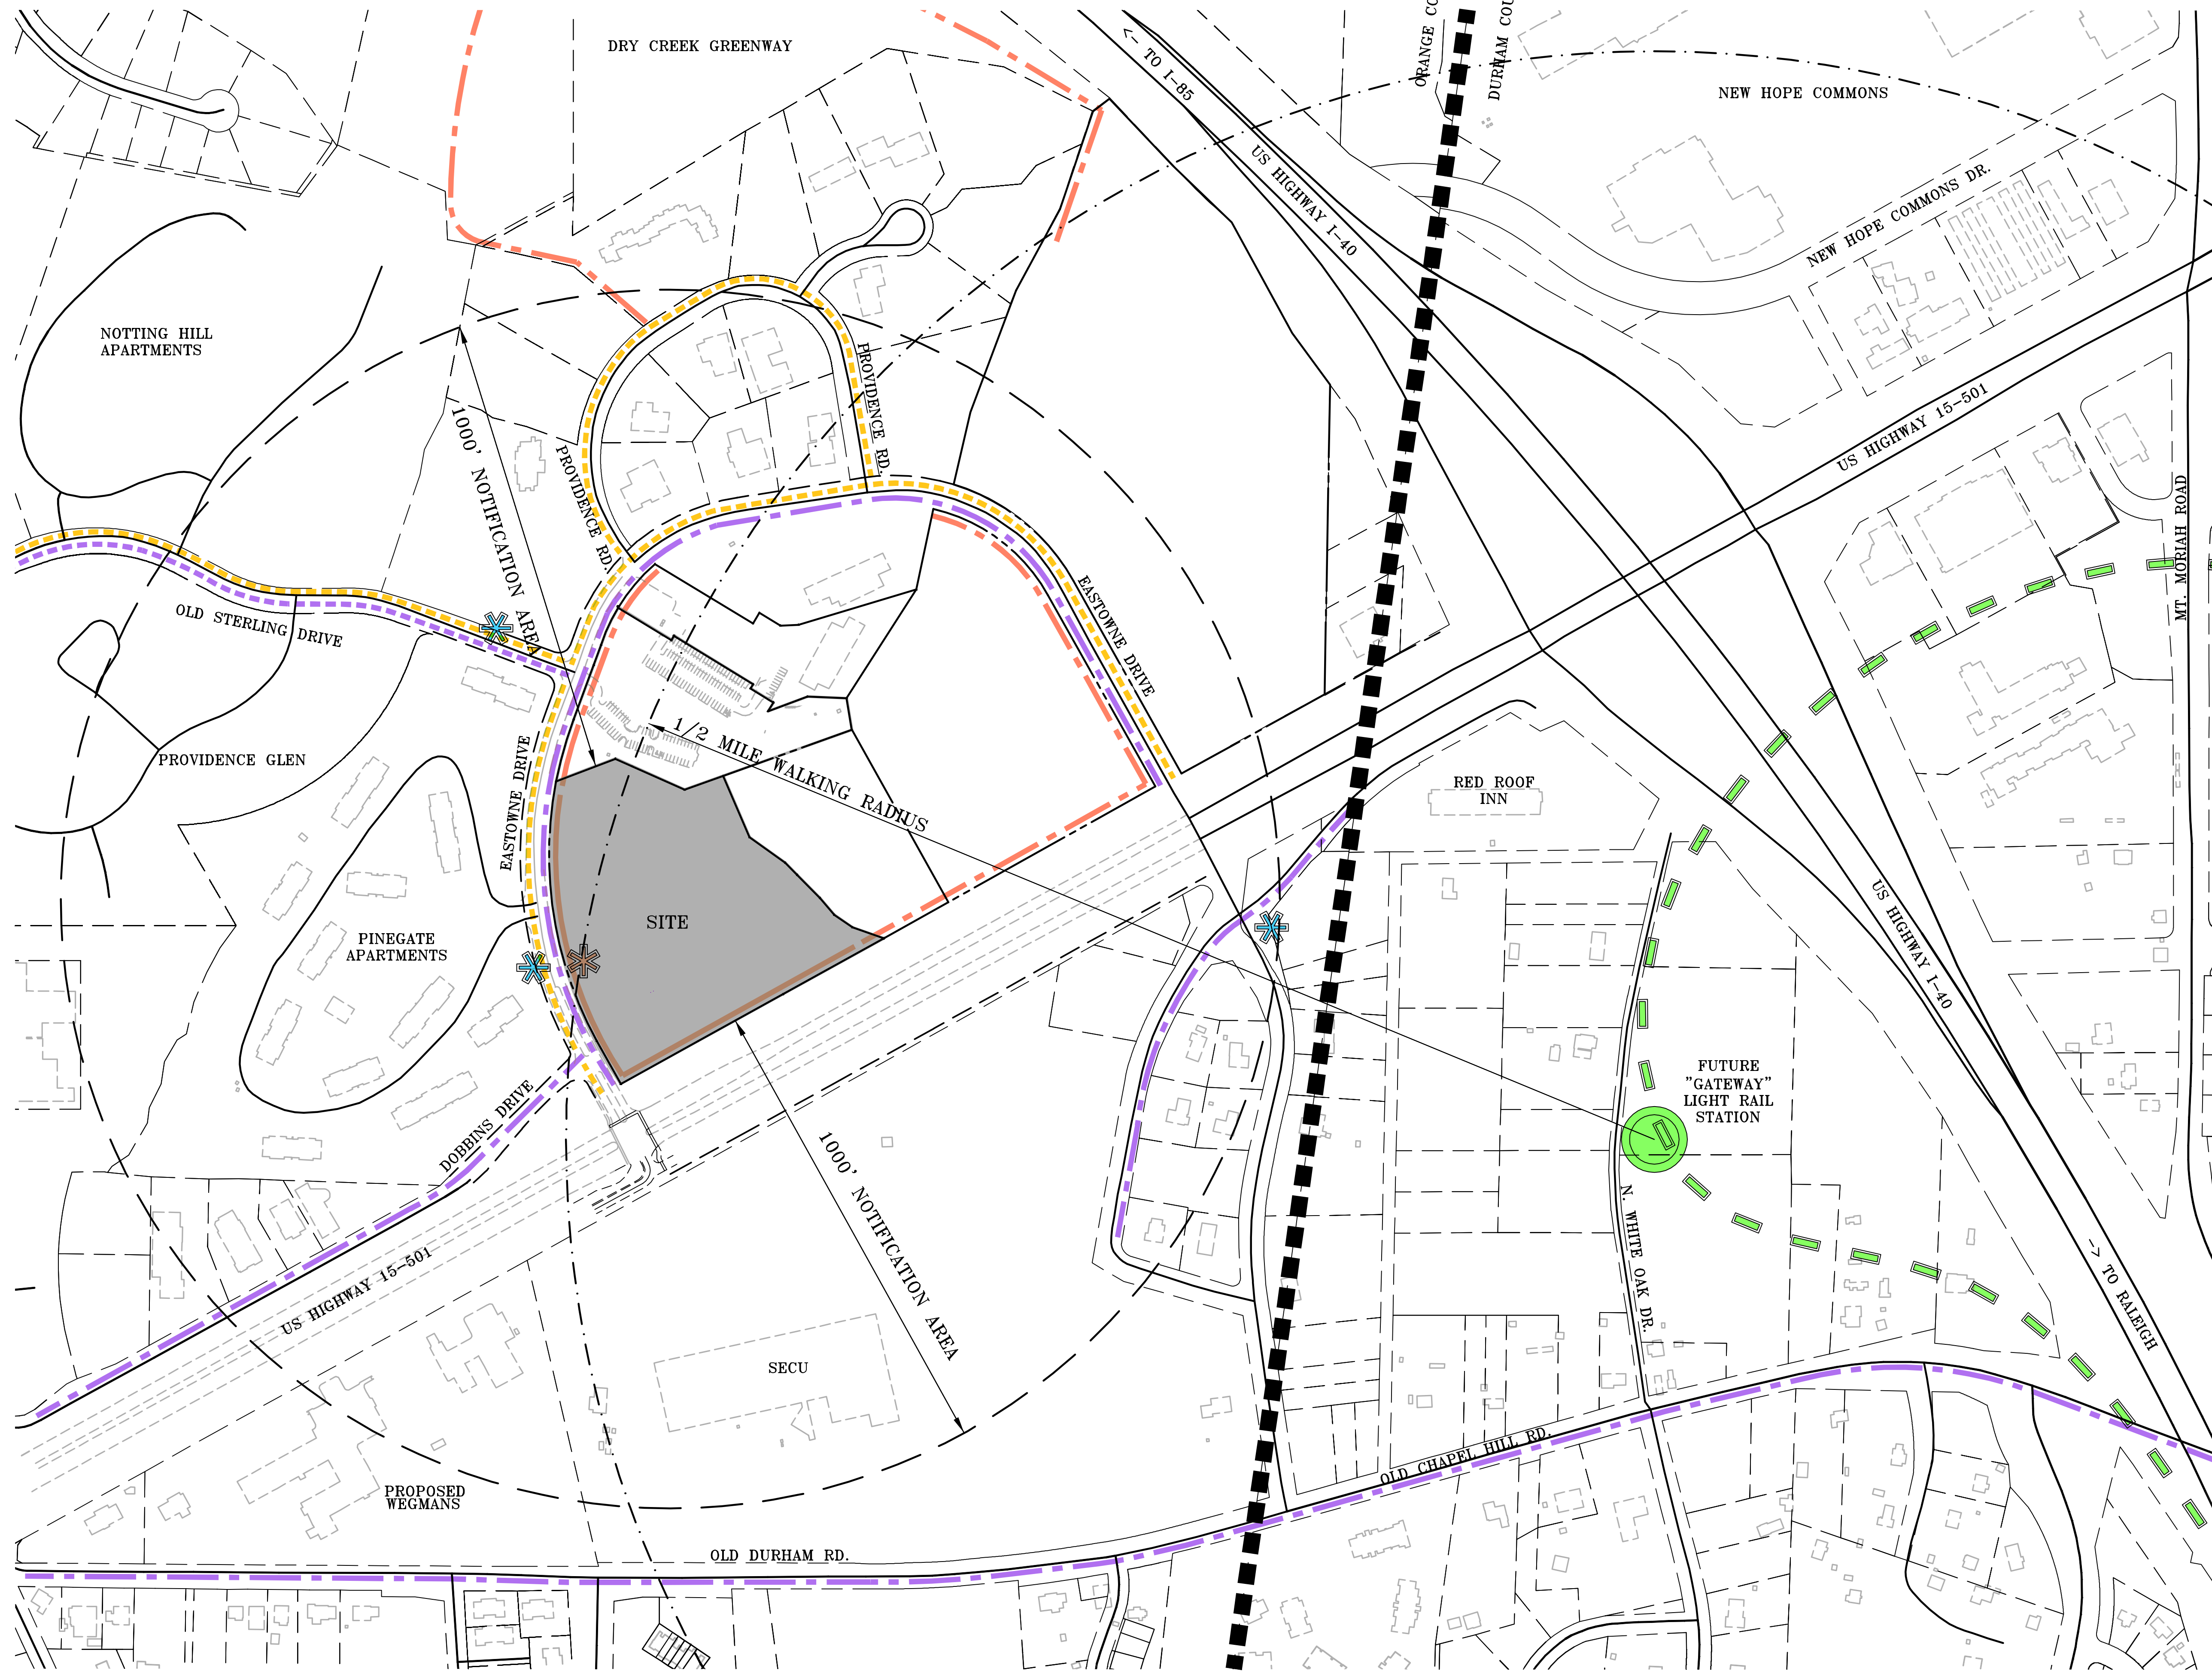 DRY CREEK GREENWAY
<- TO I-85
ORANGE CO
DURHAM COU
NEW HOPE COMMONS
US HIGHWAY I-40
NEW HOPE COMMONS DR.
NOTTING HILL
APARTMENTS
PROVIDENCE RD.
US HIGHWAY 15-501
1000' NOTIFICATION AREA
PROVIDENCE RD.
MT. MORIAH ROAD
OLD STERLING DRIVE
EASTOWNE DRIVE
1/2 MILE WALKING RADIUS
PROVIDENCE GLEN
EASTOWNE DRIVE
RED ROOF
INN
SITE
PINEGATE
APARTMENTS
US HIGHWAY I-40
FUTURE
"GATEWAY"
LIGHT RAIL
STATION
DOBBINS DRIVE
1000' NOTIFICATION AREA
N. WHITE OAK DR.
-> TO RALEIGH
US HIGHWAY 15-501
SECU
OLD CHAPEL HILL RD.
PROPOSED
WEGMANS
OLD DURHAM RD.